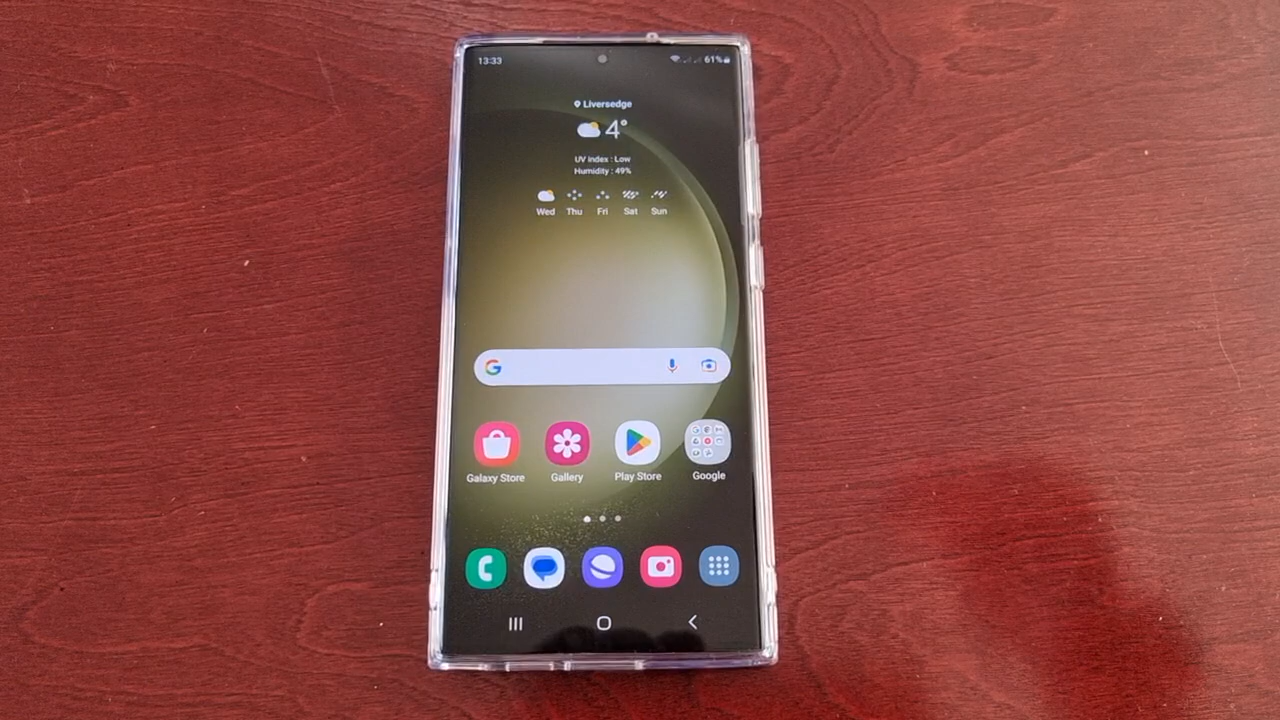 13:33 61%
Liversedge
4°
UV index : Low
Humidity : 49%
Wed Thu Fri Sat Sun
Galaxy Store Gallery Play Store Google